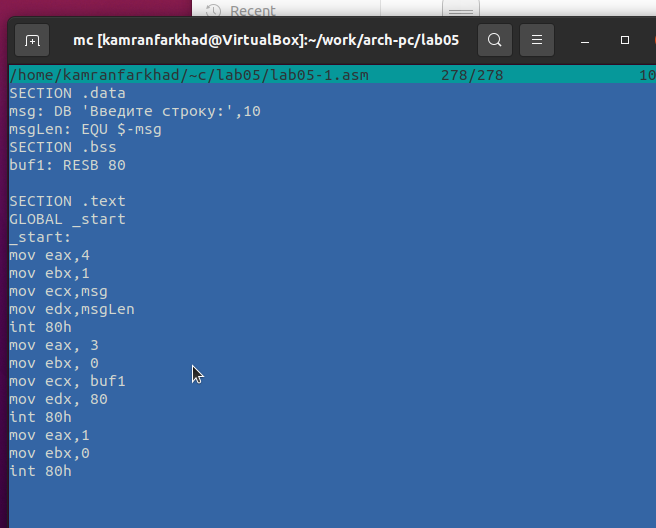 Recent
mc [kamranfarkhad@VirtualBox]:~/work/arch-pc/lab05
/home/kamranfarkhad/~c/lab05/lab05-1.asm 278/278 10
SECTION .data
msg: DB 'Введите строку:',10
msgLen: EQU $-msg
SECTION .bss
buf1: RESB 80
SECTION .text
GLOBAL _start
_start:
mov eax,4
mov ebx,1
mov ecx,msg
mov edx,msgLen
int 80h
mov eax, 3
mov ebx, 0
mov ecx, buf1
mov edx, 80
int 80h
mov eax,1
mov ebx,0
int 80h